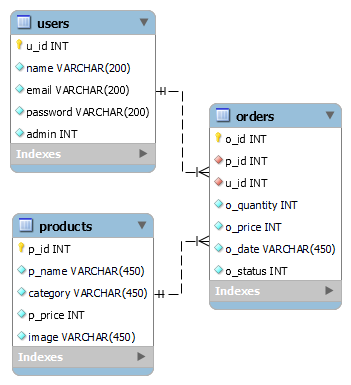 users
u_id INT
name VARCHAR(200)
email VARCHAR(200)
password VARCHAR(200)
admin INT
Indexes
products
p_id INT
p_name VARCHAR(450)
category VARCHAR(450)
p_price INT
image VARCHAR(450)
Indexes
orders
o_id INT
p_id INT
u_id INT
o_quantity INT
o_price INT
o_date VARCHAR(450)
o_status INT
Indexes